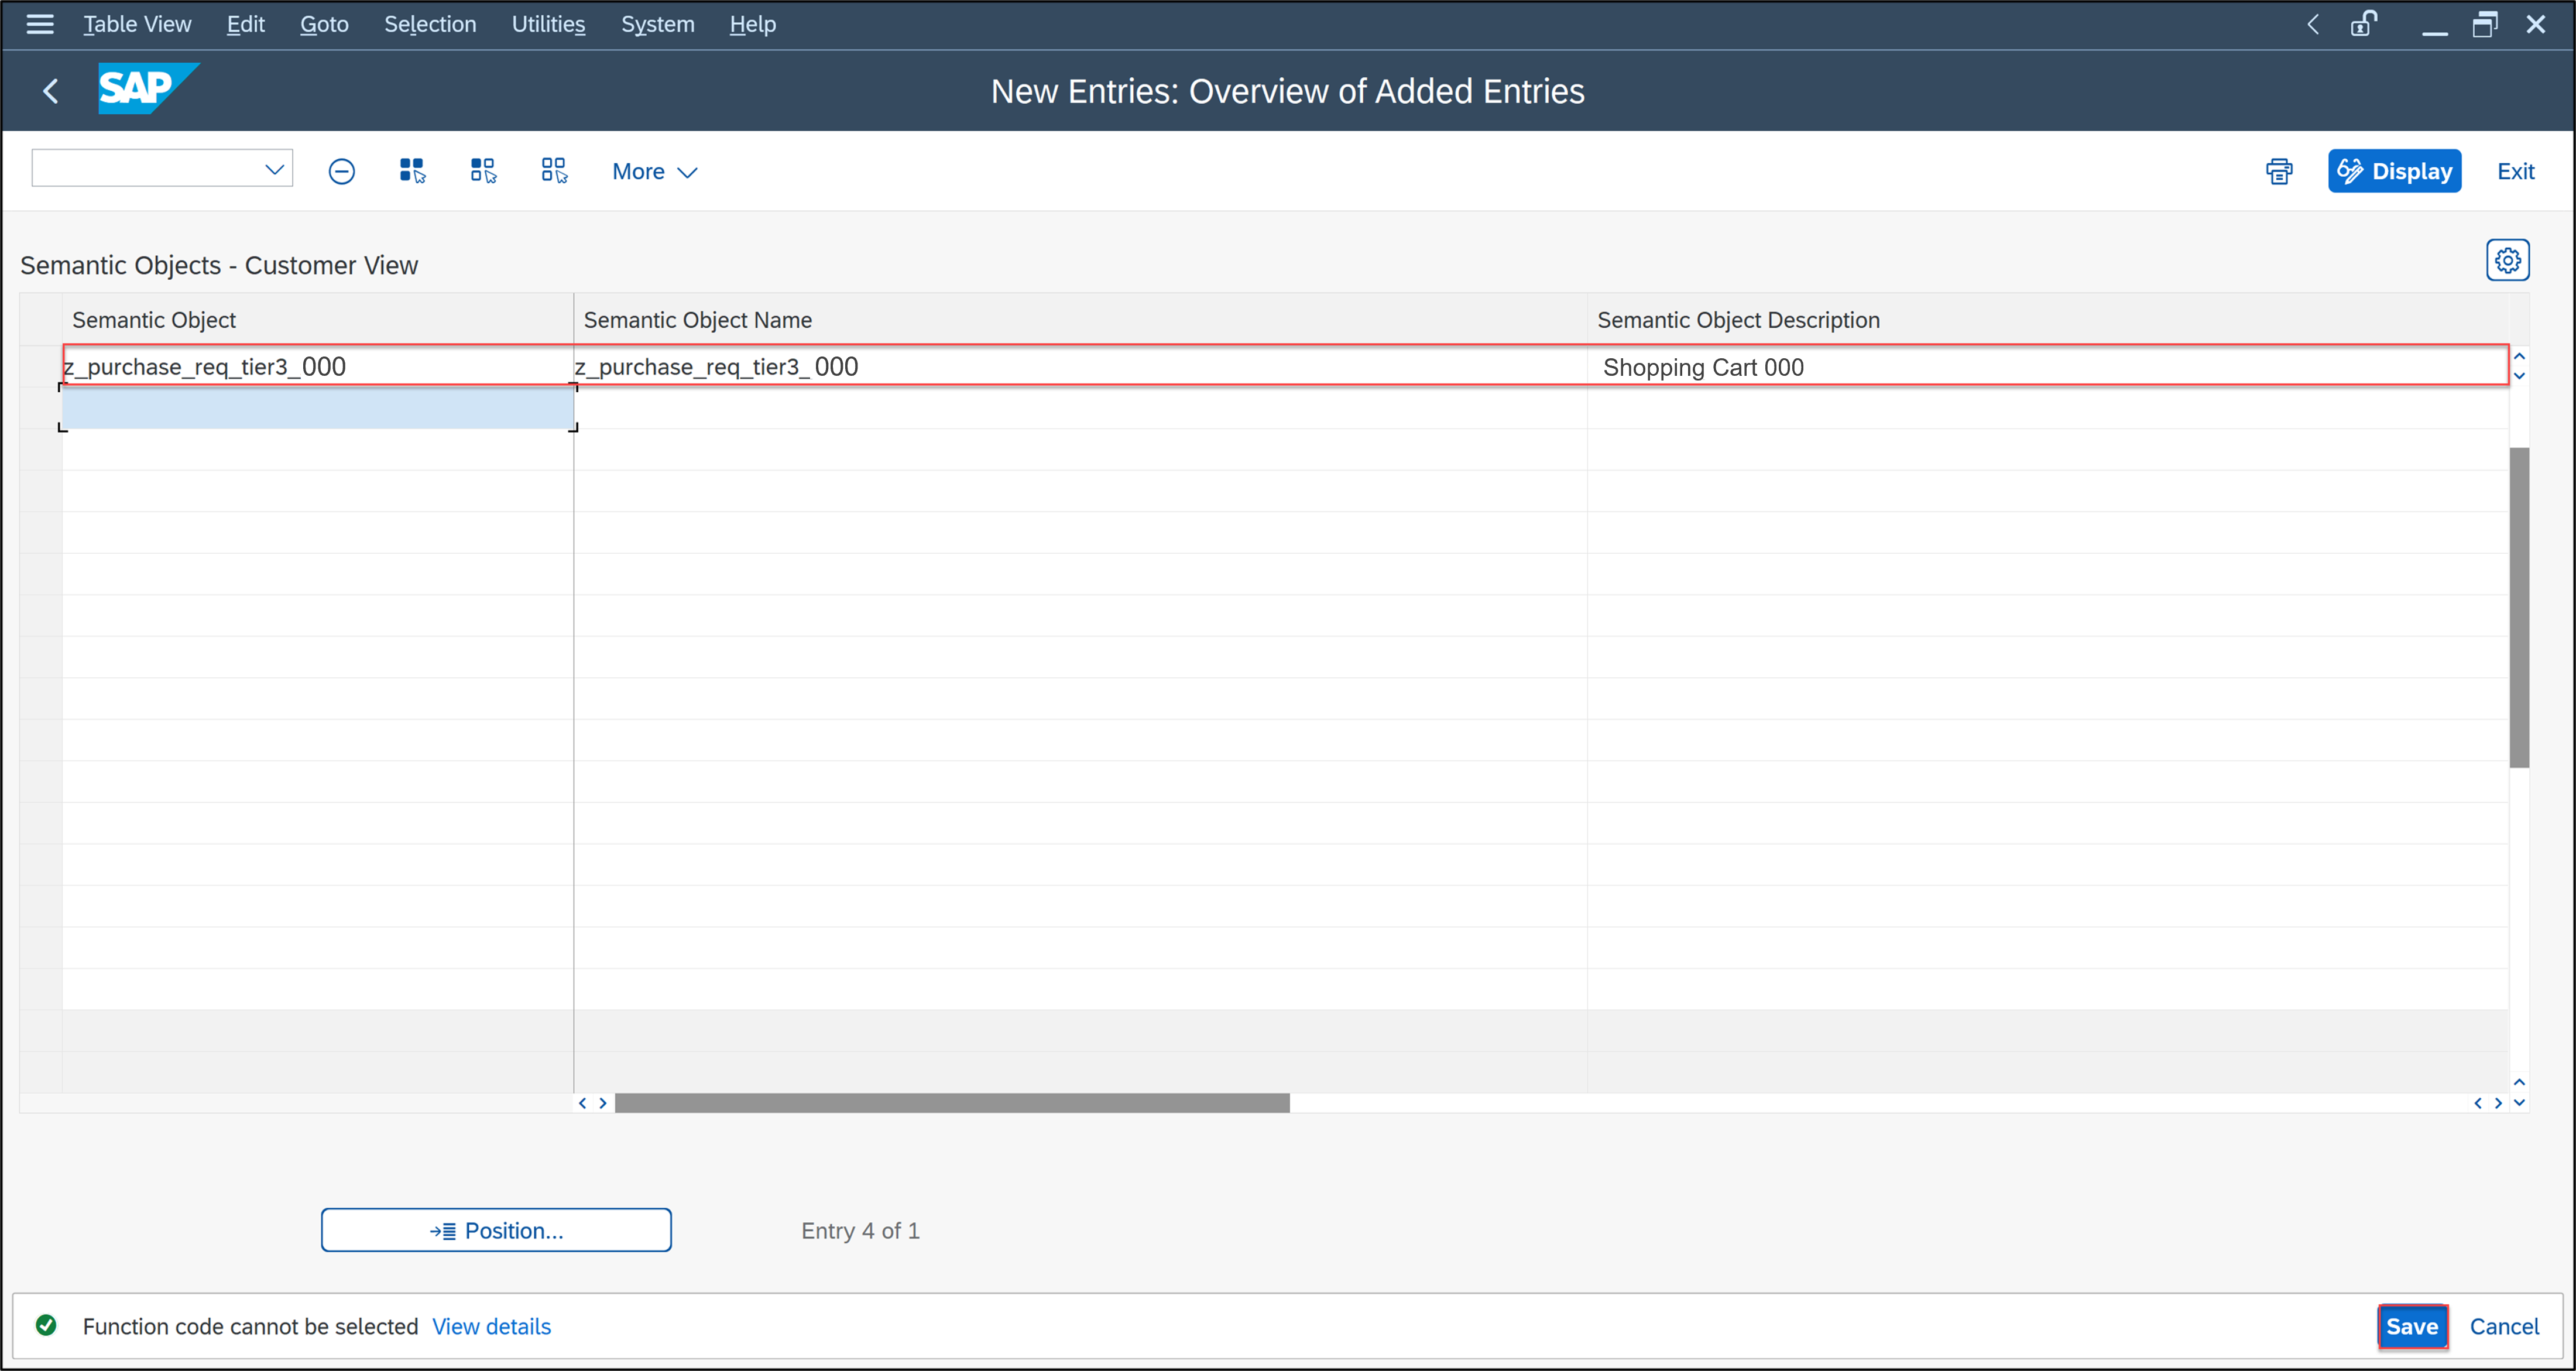 Table View Edit Goto Selection Utilities System Help
SAP New Entries: Overview of Added Entries
More Display Exit
Semantic Objects - Customer View
Semantic Object Semantic Object Name Semantic Object Description
z_purchase_req_tier3_000 z_purchase_req_tier3_ 000 Shopping Cart 000
Position... Entry 4 of 1
Function code cannot be selected View details Save Cancel